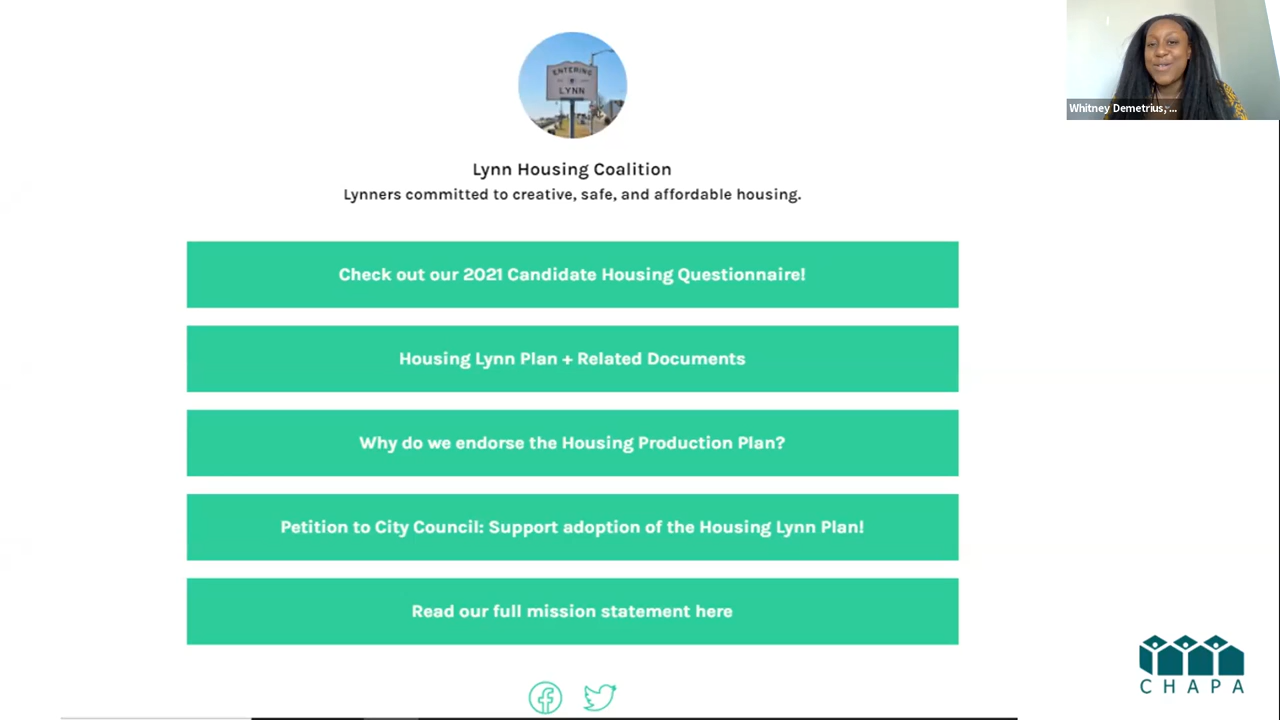 ENTERING
LYNN
Whitney Demetrius, ...
Lynn Housing Coalition
Lynners committed to creative, safe, and affordable housing.
Check out our 2021 Candidate Housing Questionnaire!
Housing Lynn Plan + Related Documents
Why do we endorse the Housing Production Plan?
Petition to City Council: Support adoption of the Housing Lynn Plan!
Read our full mission statement here
CHAPA